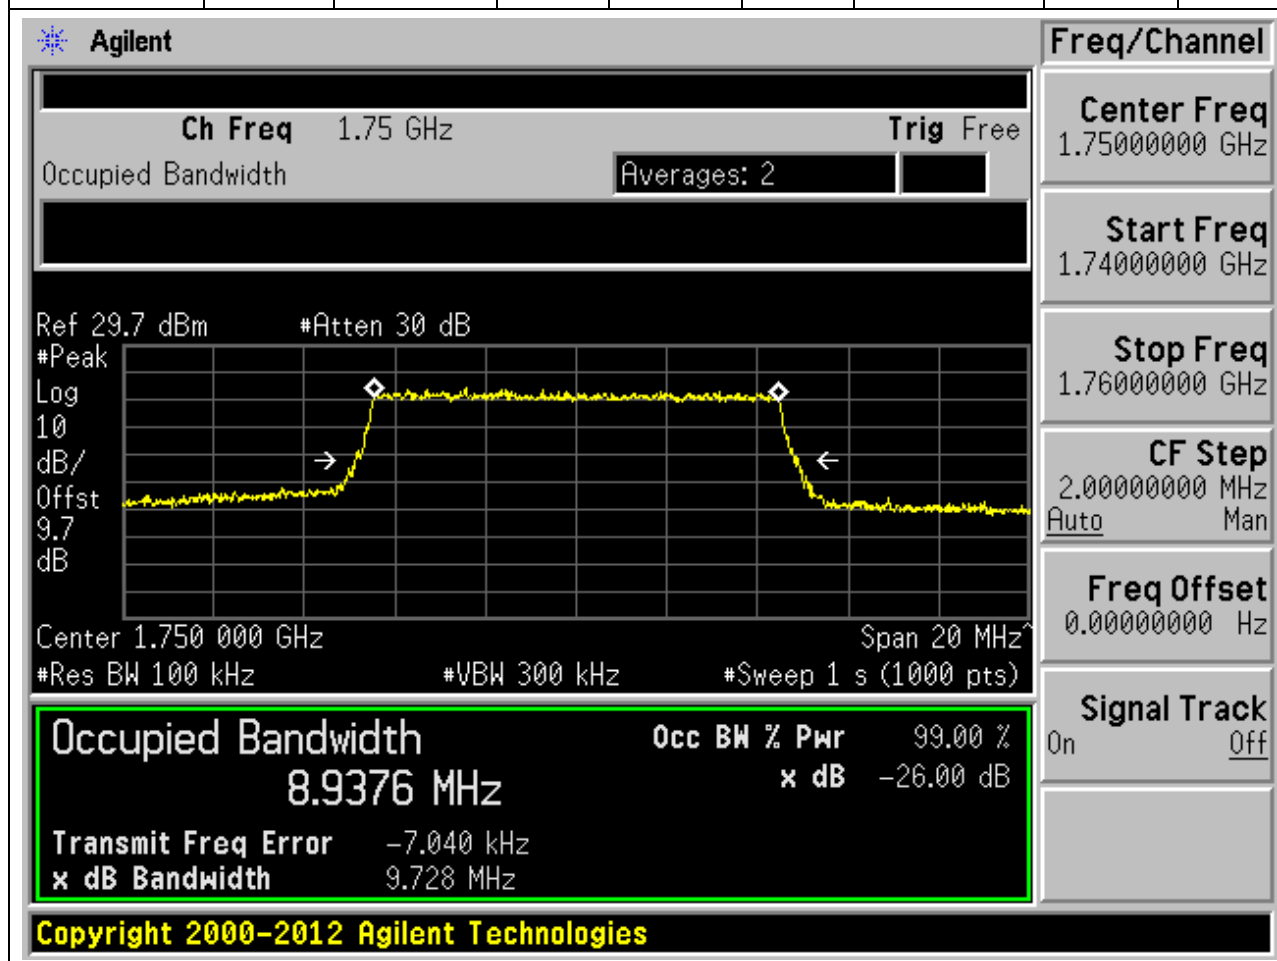 Agilent
Freq/Channel
Ch Freq 1.75 GHz Trig Free
Occupied Bandwidth Averages: 2
Center Freq
1.75000000 GHz
Start Freq
1.74000000 GHz
Stop Freq
1.76000000 GHz
CF Step
2.00000000 MHz
Auto Man
Freq Offset
0.00000000 Hz
Signal Track
On Off
Ref 29.7 dBm #Atten 30 dB
#Peak
Log
10
dB/
Offst
9.7
dB
Center 1.750 000 GHz Span 20 MHz^
#Res BW 100 kHz #VBW 300 kHz #Sweep 1 s (1000 pts)
Occupied Bandwidth Occ BW % Pwr 99.00 %
8.9376 MHz x dB -26.00 dB
Transmit Freq Error -7.040 kHz
x dB Bandwidth 9.728 MHz
Copyright 2000-2012 Agilent Technologies